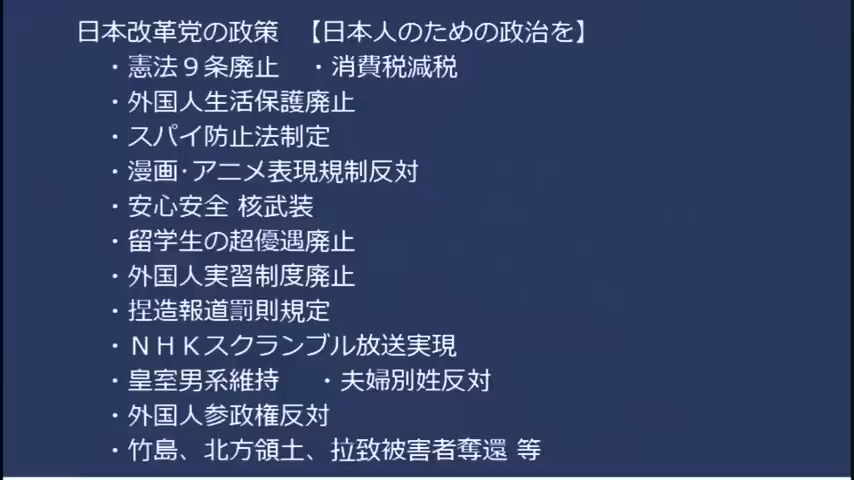 日本改革党の政策　【日本人のための政治を】
・憲法９条廃止　・消費税減税
・外国人生活保護廃止
・スパイ防止法制定
・漫画･アニメ表現規制反対
・安心安全 核武装
・留学生の超優遇廃止
・外国人実習制度廃止
・捏造報道罰則規定
・ＮＨＫスクランブル放送実現
・皇室男系維持　・夫婦別姓反対
・外国人参政権反対
・竹島、北方領土、拉致被害者奪還 等